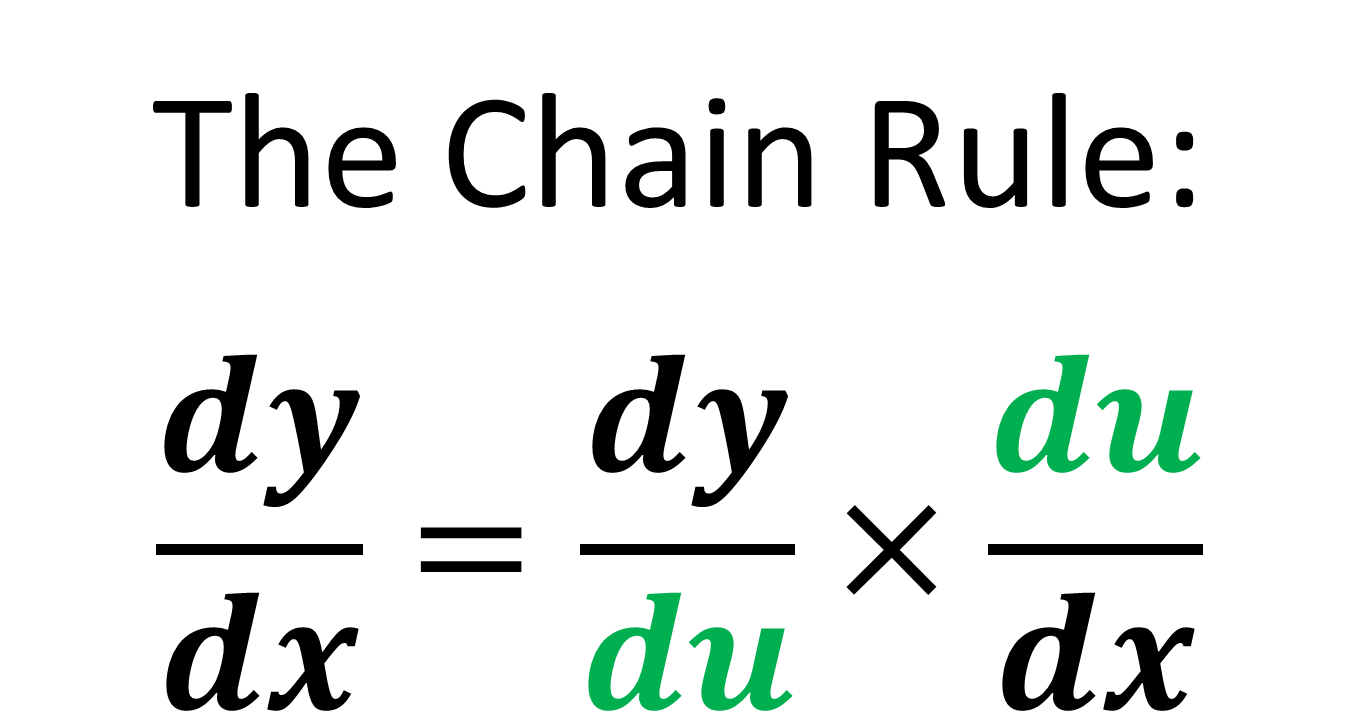 The Chain Rule:
dy/dx = dy/du × du/dx